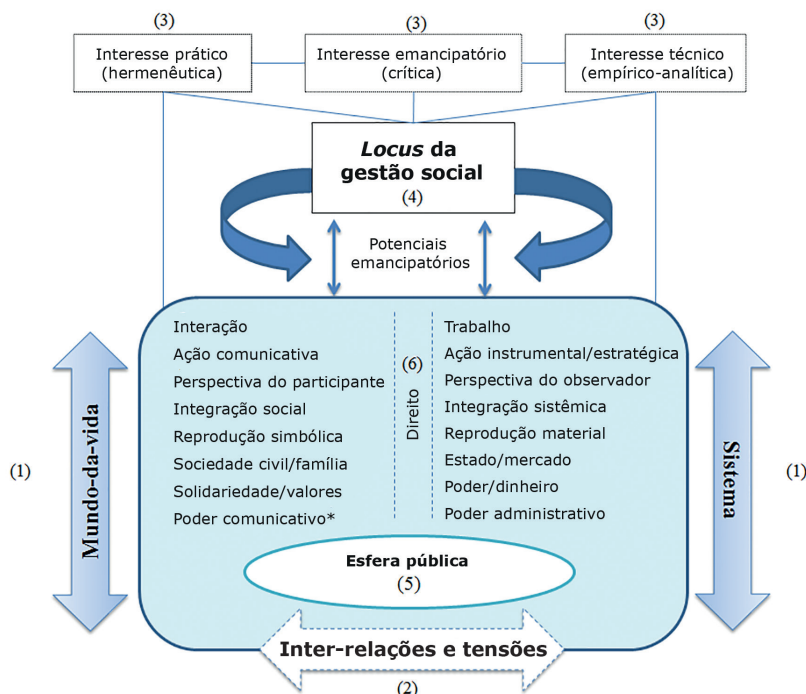 (3)
(3)
(3)
Interesse prático
(hermenêutica)
Interesse emancipatório
(crítica)
Interesse técnico
(empírico-analítica)
Locus da
gestão social
(4)
Potenciais
emancipatórios
(1)
Mundo-da-vida
Interação
Ação comunicativa
Perspectiva do participante
Integração social
Reprodução simbólica
Sociedade civil/família
Solidariedade/valores
Poder comunicativo*
(6)
Direito
Trabalho
Ação instrumental/estratégica
Perspectiva do observador
Integração sistêmica
Reprodução material
Estado/mercado
Poder/dinheiro
Poder administrativo
Sistema
(1)
Esfera pública
(5)
Inter-relações e tensões
(2)